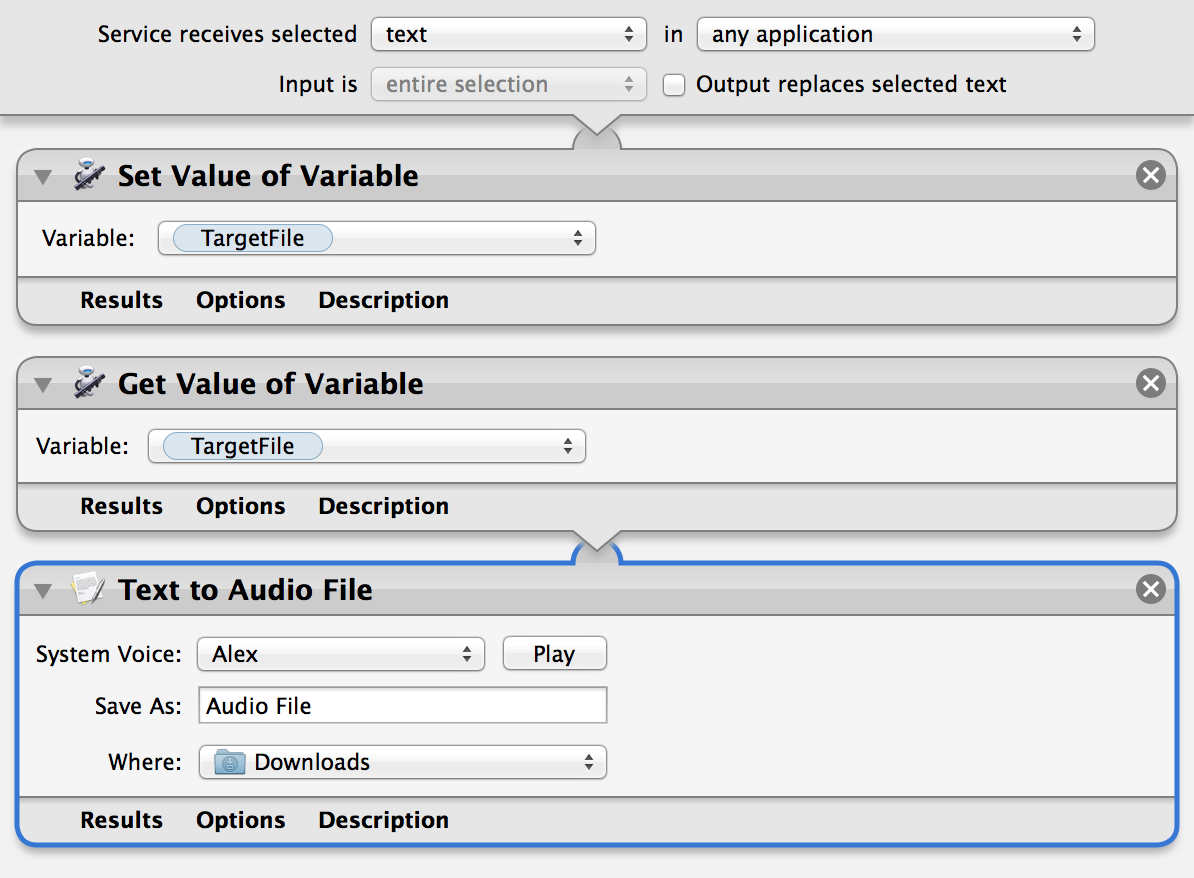 Service receives selected text in any application
Input is entire selection Output replaces selected text
Set Value of Variable
Variable: TargetFile
Results Options Description
Get Value of Variable
Variable: TargetFile
Results Options Description
Text to Audio File
System Voice: Alex Play
Save As: Audio File
Where: Downloads
Results Options Description